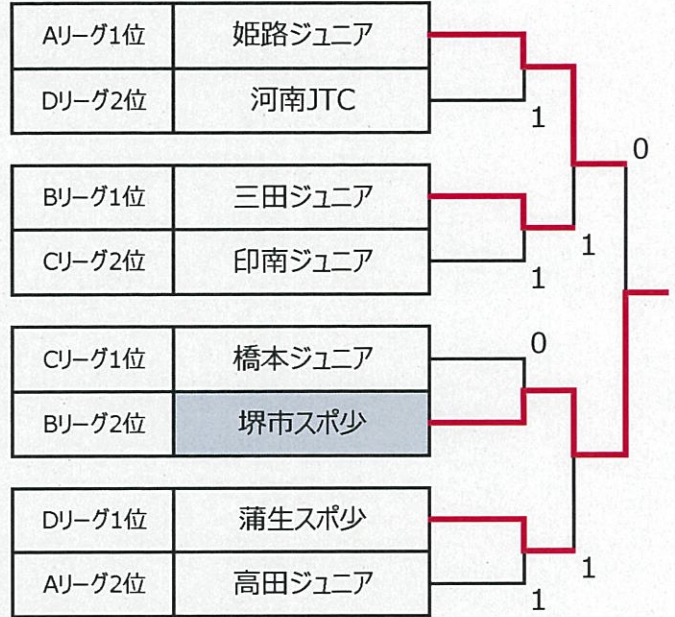 Aリーグ1位 姫路ジュニア
Dリーグ2位 河南JTC
1
0
Bリーグ1位 三田ジュニア
Cリーグ2位 印南ジュニア
1
1
Cリーグ1位 橋本ジュニア
0
Bリーグ2位 堺市スポ少
Dリーグ1位 蒲生スポ少
Aリーグ2位 高田ジュニア
1
1